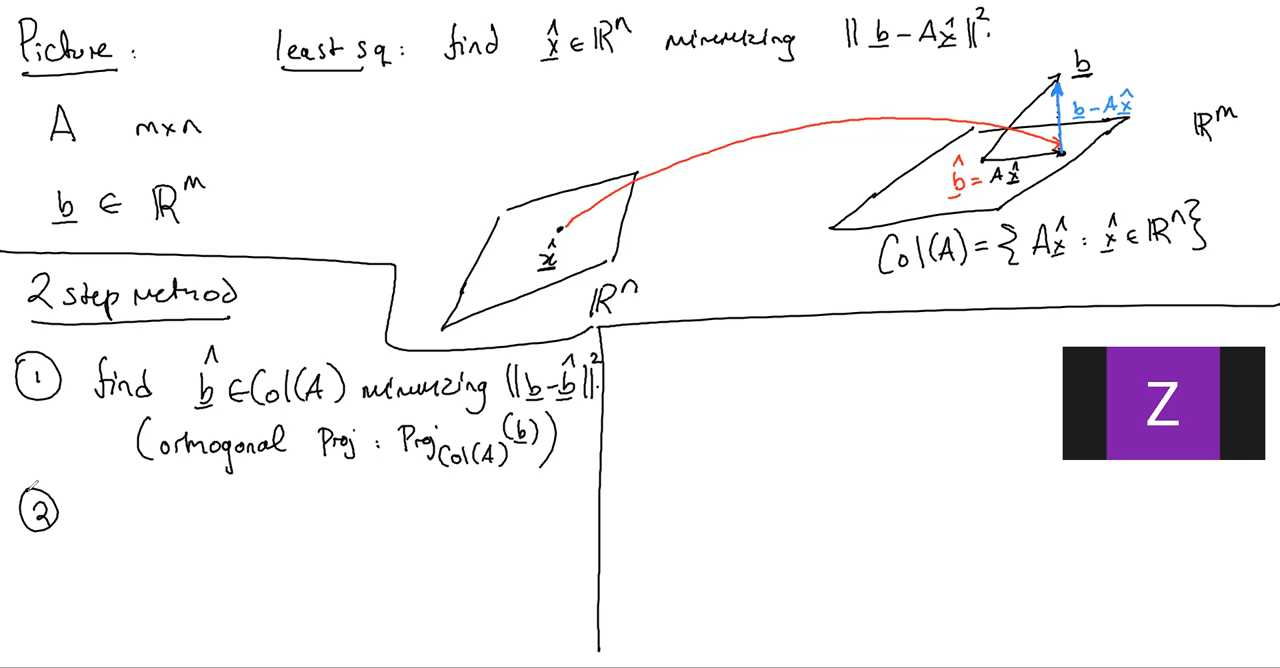 Picture : least sq : find x̂ ∈ ℝⁿ minimizing ‖ b - Ax̂ ‖².
A m×n
b ∈ ℝᵐ
b
b - Ax̂
ℝᵐ
b̂ = Ax̂
x̂
ℝⁿ
Col(A) = { Ax̂ : x̂ ∈ ℝⁿ }
2 step method
① find b̂ ∈ Col(A) minimizing ‖b - b̂‖².
(orthogonal Proj : Proj_Col(A)(b))
②
Z